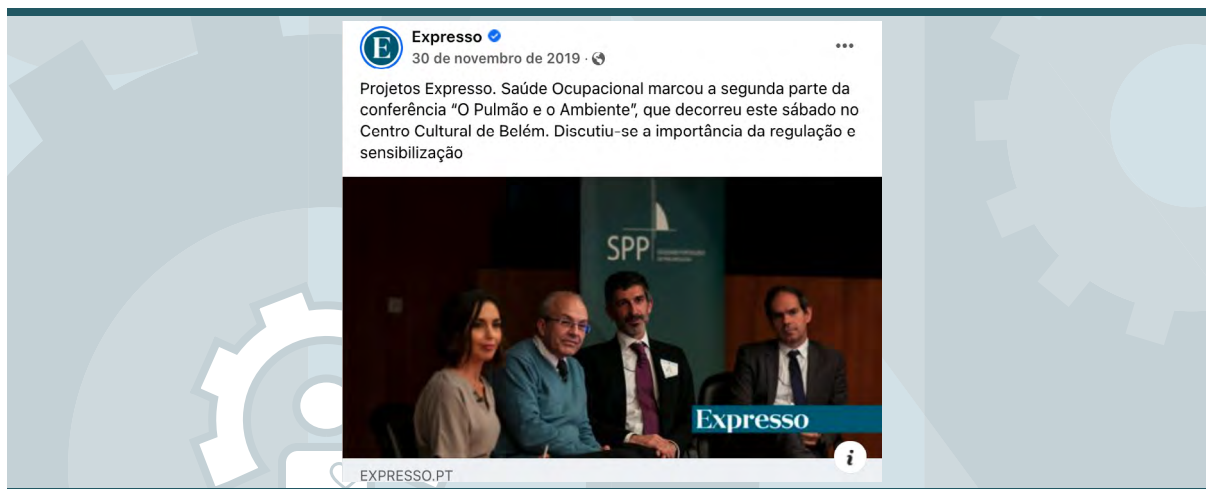 E
Expresso
30 de novembro de 2019 ·
Projetos Expresso. Saúde Ocupacional marcou a segunda parte da
conferência “O Pulmão e o Ambiente”, que decorreu este sábado no
Centro Cultural de Belém. Discutiu-se a importância da regulação e
sensibilização
SPP
Expresso
i
EXPRESSO.PT